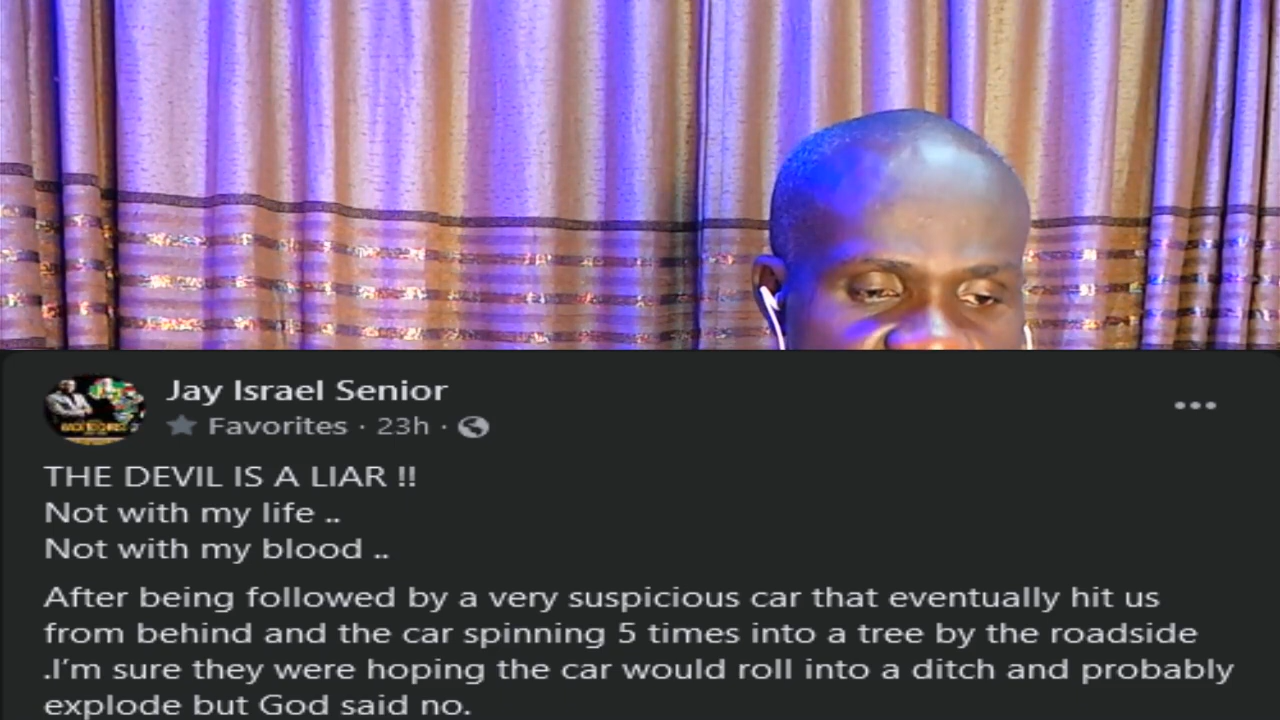 Jay Israel Senior
Favorites · 23h ·
THE DEVIL IS A LIAR !!
Not with my life ..
Not with my blood ..
After being followed by a very suspicious car that eventually hit us
from behind and the car spinning 5 times into a tree by the roadside
.I'm sure they were hoping the car would roll into a ditch and probably
explode but God said no.